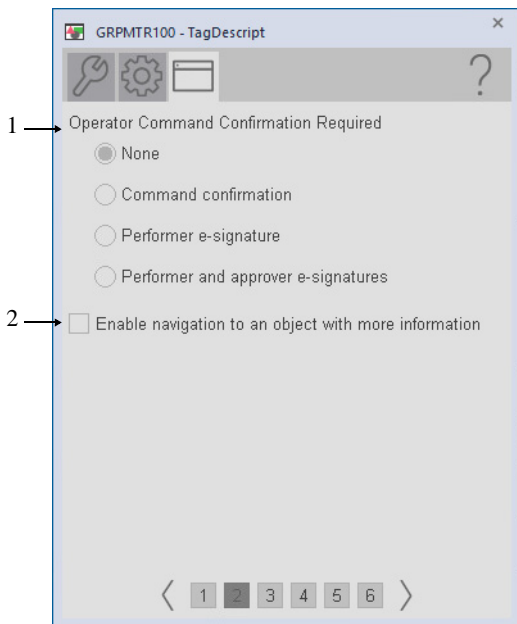 GRPMTR100 - TagDescript
×
?
1
Operator Command Confirmation Required
None
Command confirmation
Performer e-signature
Performer and approver e-signatures
2
Enable navigation to an object with more information
1 2 3 4 5 6